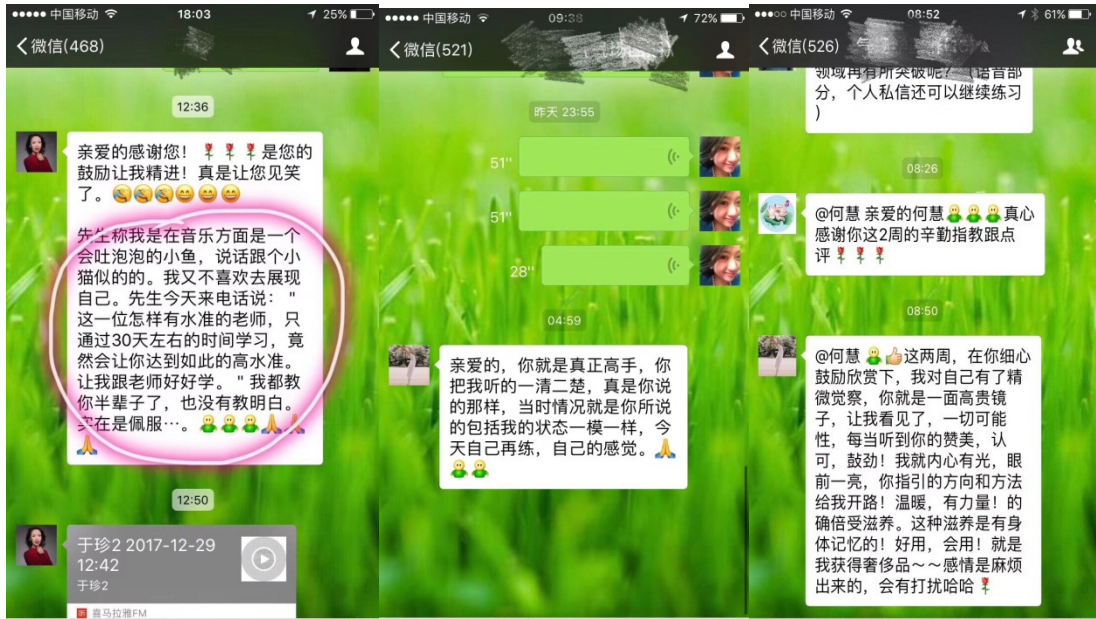 中国移动
18:03
25%
微信(468)
12:36
亲爱的感谢您！🌹🌹🌹是您的
鼓励让我精进！真是让您见笑
了。🤣🤣🤣😄😄😄
先生称我是在音乐方面是一个
会吐泡泡的小鱼，说话跟个小
猫似的的。我又不喜欢去展现
自己。先生今天来电话说："
这一位怎样有水准的老师，只
通过30天左右的时间学习，竟
然会让你达到如此的高水准。
让我跟老师好好学。"我都教
你半辈子了，也没有教明白。
实在是佩服…。🙏🙏
🙏
12:50
于珍2 2017-12-29
12:42
于珍2
喜马拉雅FM
中国移动
09:38
72%
微信(521)
昨天 23:55
51"
51"
28"
04:59
亲爱的，你就是真正高手，你
把我听的一清二楚，真是你说
的那样，当时情况就是你所说
的包括我的状态一模一样，今
天自己再练，自己的感觉。🙏
中国移动
08:52
61%
微信(526)
领域再有所突破呢？（语音部
分，个人私信还可以继续练习
）
08:26
@何慧 亲爱的何慧真心
感谢你这2周的辛勤指教跟点
评🌹🌹🌹
08:50
@何慧 👍这两周，在你细心
鼓励欣赏下，我对自己有了精
微觉察，你就是一面高贵镜
子，让我看见了，一切可能
性，每当听到你的赞美，认
可，鼓劲！我就内心有光，眼
前一亮，你指引的方向和方法
给我开路！温暖，有力量！的
确倍受滋养。这种滋养是有身
体记忆的！好用，会用！就是
我获得奢侈品～～感情是麻烦
出来的，会有打扰哈哈🌹